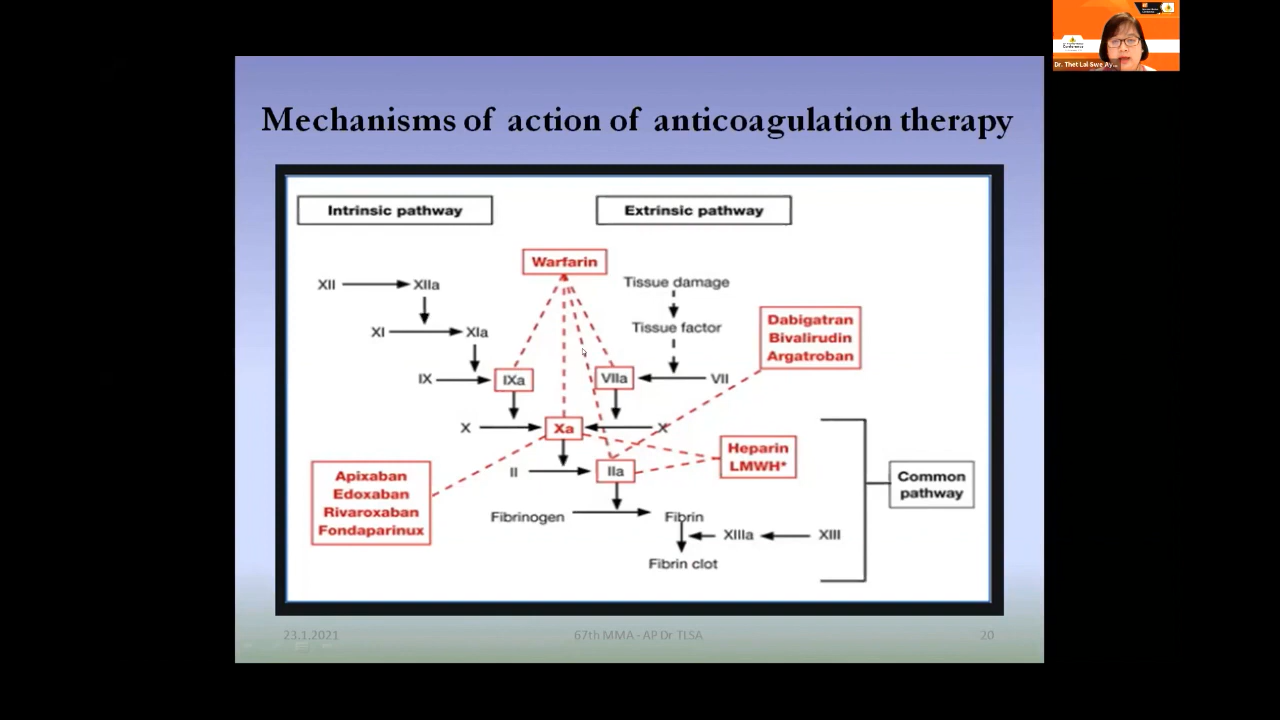 Dr. Thet Lai Swe Ay...
Mechanisms of action of anticoagulation therapy
Intrinsic pathway
Extrinsic pathway
Warfarin
XII
XIIa
Tissue damage
XI
XIa
Tissue factor
Dabigatran
Bivalirudin
Argatroban
IX
IXa
VIIa
VII
X
Xa
X
Heparin
LMWH*
II
IIa
Apixaban
Edoxaban
Rivaroxaban
Fondaparinux
Common
pathway
Fibrinogen
Fibrin
XIIIa
XIII
Fibrin clot
23.1.2021
67th MMA - AP Dr TLSA
20